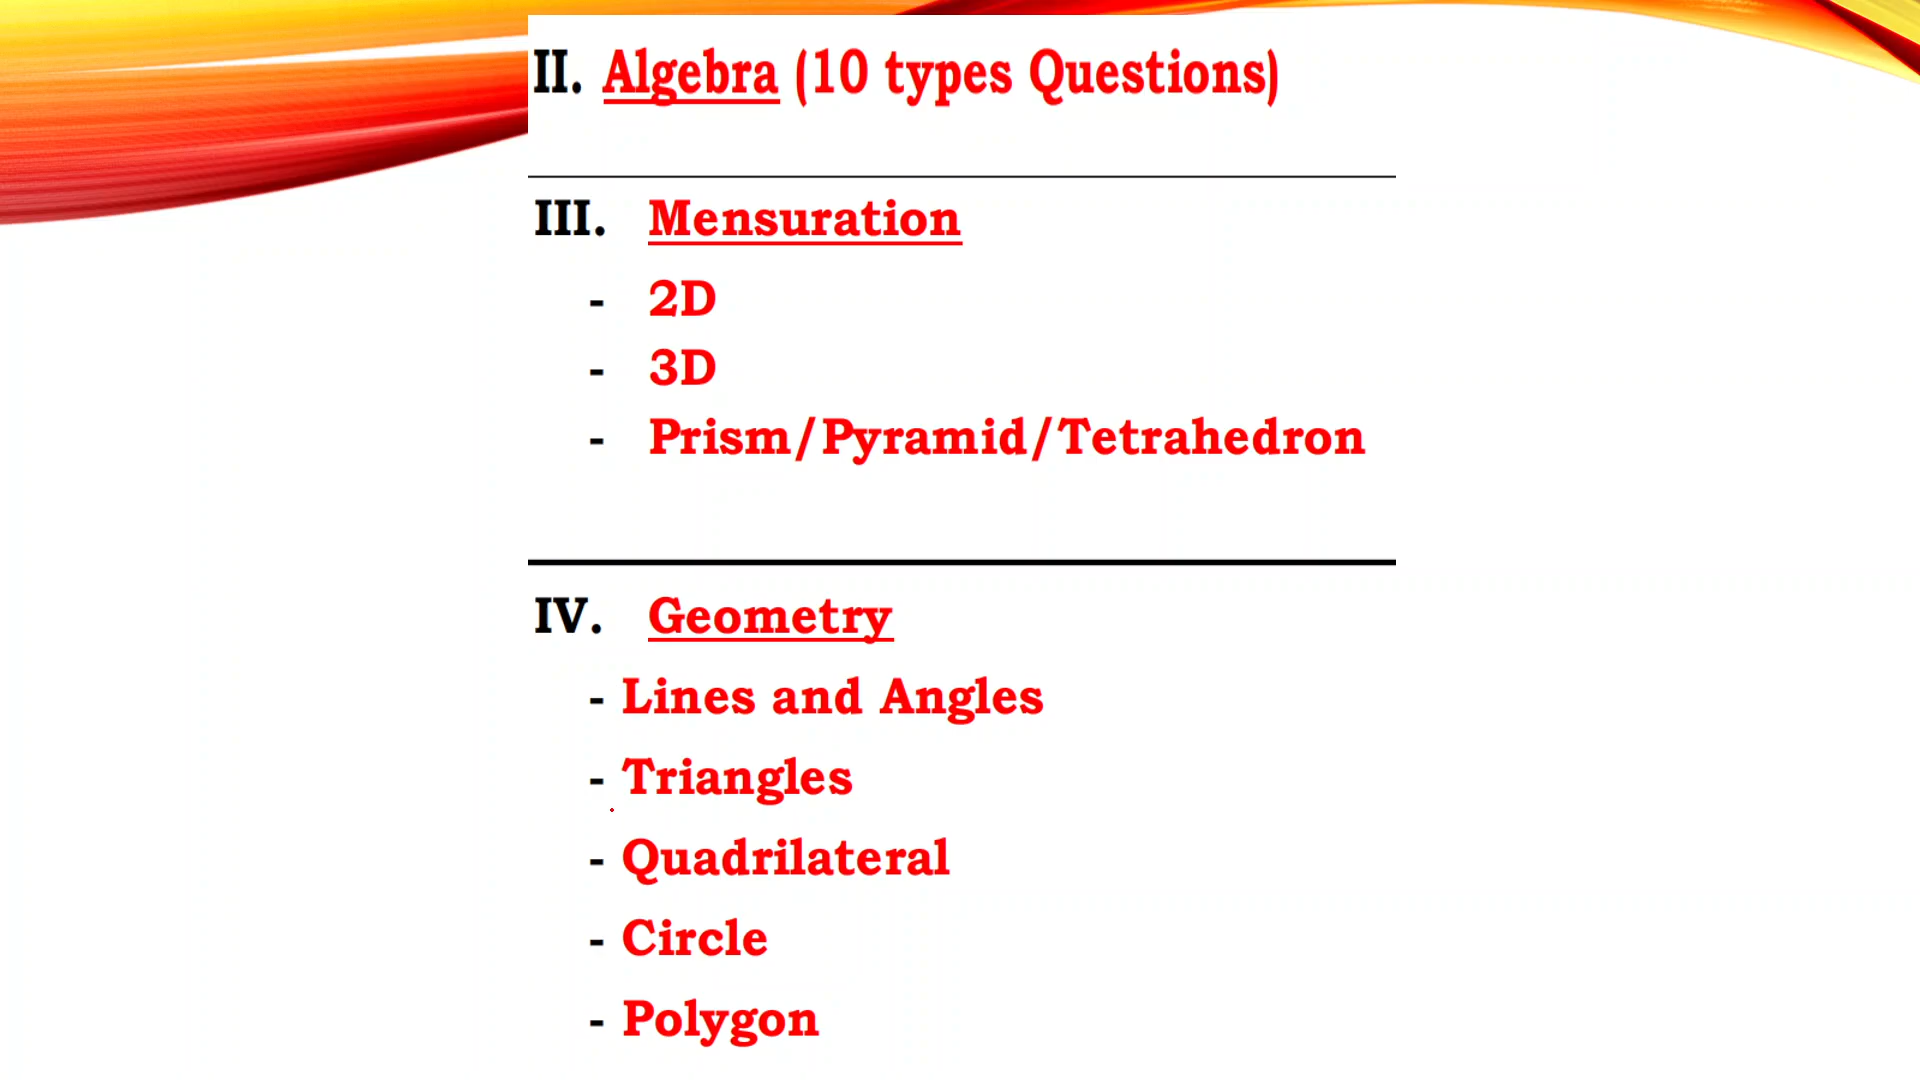 II. Algebra (10 types Questions)
III. Mensuration
- 2D
- 3D
- Prism/Pyramid/Tetrahedron
IV. Geometry
- Lines and Angles
- Triangles
- Quadrilateral
- Circle
- Polygon